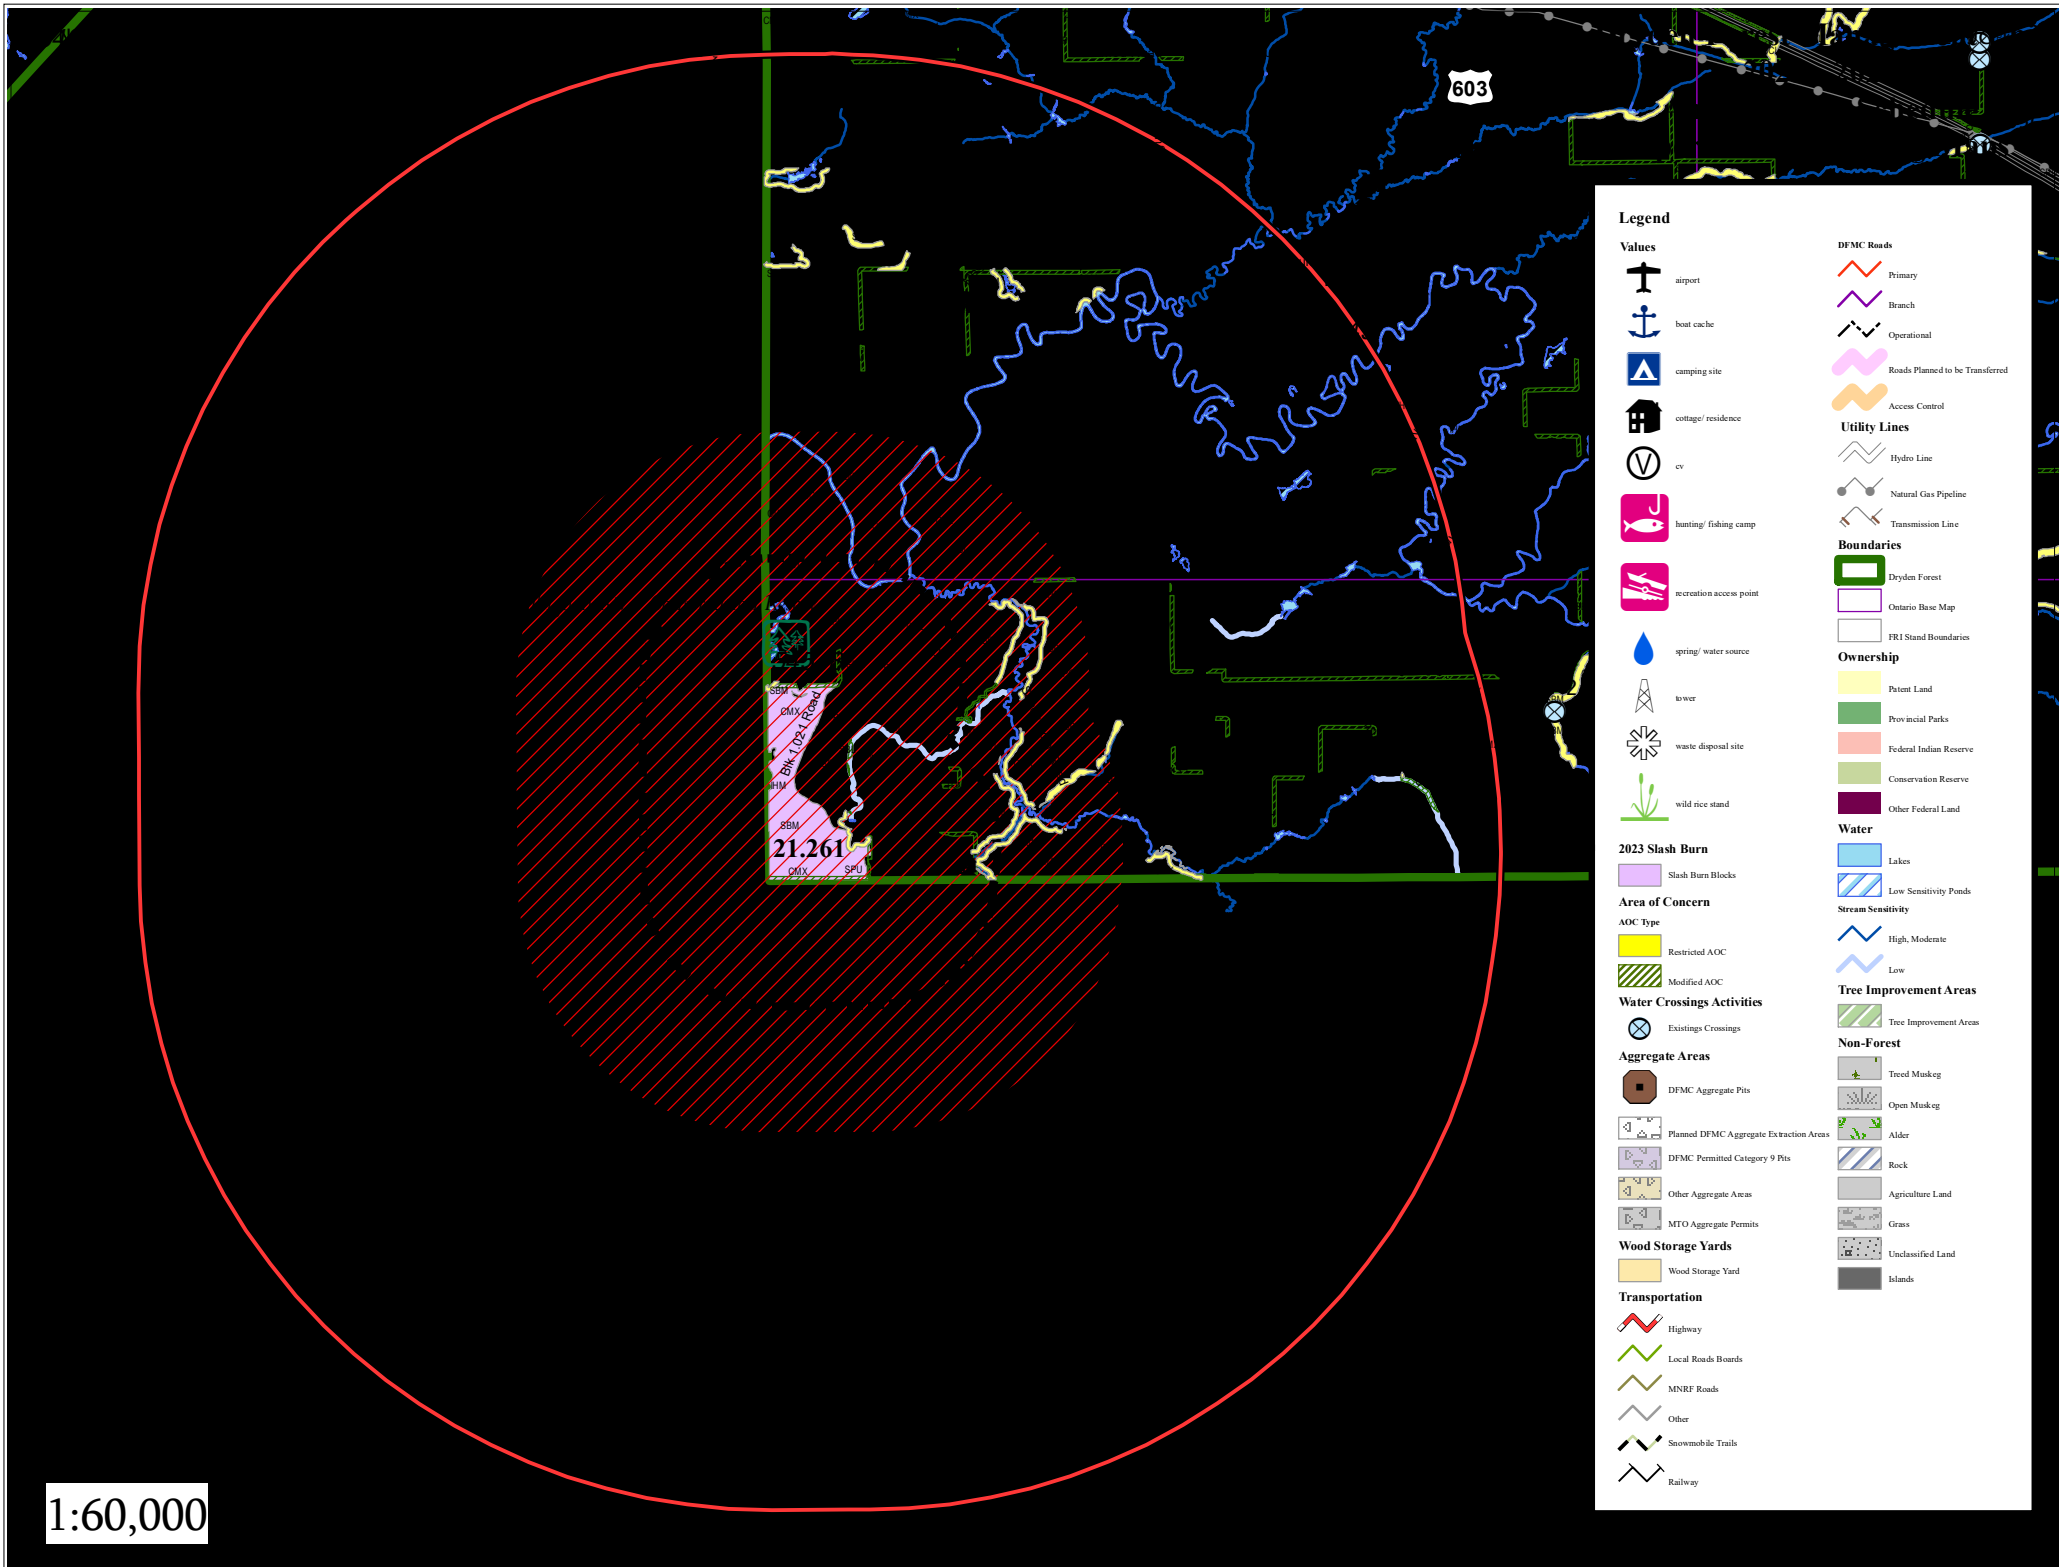 603
SBM
CMX
Blk 1.021 Road
HM
SBM
21.261
CMX
SPU
1:60,000
Legend
Values
airport
boat cache
camping site
cottage/ residence
V
cv
hunting/ fishing camp
recreation access point
spring/ water source
tower
waste disposal site
wild rice stand
2023 Slash Burn
Slash Burn Blocks
Area of Concern
AOC Type
Restricted AOC
Modified AOC
Water Crossings Activities
Existings Crossings
Aggregate Areas
DFMC Aggregate Pits
Planned DFMC Aggregate Extraction Areas
DFMC Permitted Category 9 Pits
Other Aggregate Areas
MTO Aggregate Permits
Wood Storage Yards
Wood Storage Yard
Transportation
Highway
Local Roads Boards
MNRF Roads
Other
Snowmobile Trails
Railway
DFMC Roads
Primary
Branch
Operational
Roads Planned to be Transferred
Access Control
Utility Lines
Hydro Line
Natural Gas Pipeline
Transmission Line
Boundaries
Dryden Forest
Ontario Base Map
FRI Stand Boundaries
Ownership
Patent Land
Provincial Parks
Federal Indian Reserve
Conservation Reserve
Other Federal Land
Water
Lakes
Low Sensitivity Ponds
Stream Sensitivity
High, Moderate
Low
Tree Improvement Areas
Tree Improvement Areas
Non-Forest
Treed Muskeg
Open Muskeg
Alder
Rock
Agriculture Land
Grass
Unclassified Land
Islands